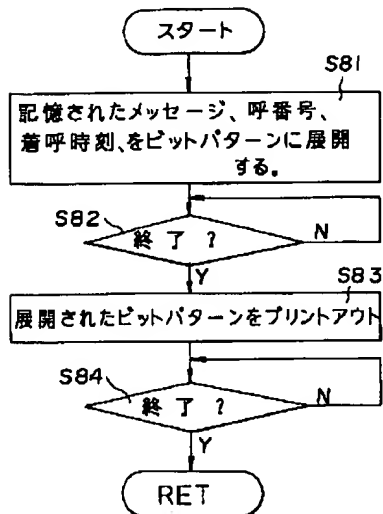 スタート
S81
記憶されたメッセージ、呼番号、
着呼時刻、をビットパターンに展開
する。
S82
終了?
N
Y
S83
展開されたビットパターンをプリントアウト
S84
終了?
N
Y
RET